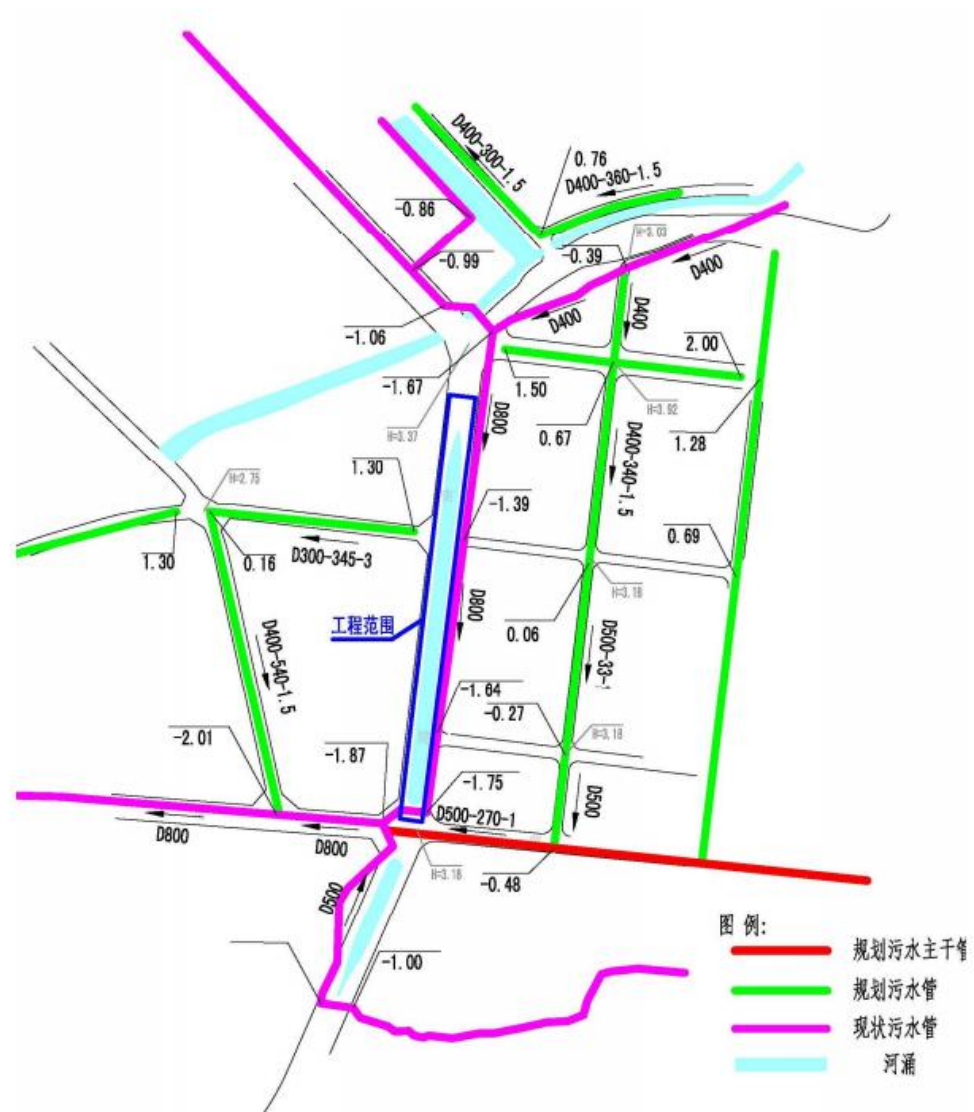 D400-300-1.5
0.76
D400-360-1.5
-0.86
-0.99
-0.39
H=3.03
D400
D400
D400
-1.06
-1.67
2.00
1.50
H=3.37
D800
0.67
H=3.92
1.28
1.30
H=2.75
D400-340-1.5
-1.39
0.69
1.30
0.16
D300-345-3
H=3.18
工程范围
D800
0.06
D400-540-1.5
D500-33-
-1.64
-0.27
H=3.18
-2.01
-1.87
-1.75
D500-270-1
D500
D800
D800
H=3.18
-0.48
D500
-1.00
图 例:
规划污水主干管
规划污水管
现状污水管
河涌